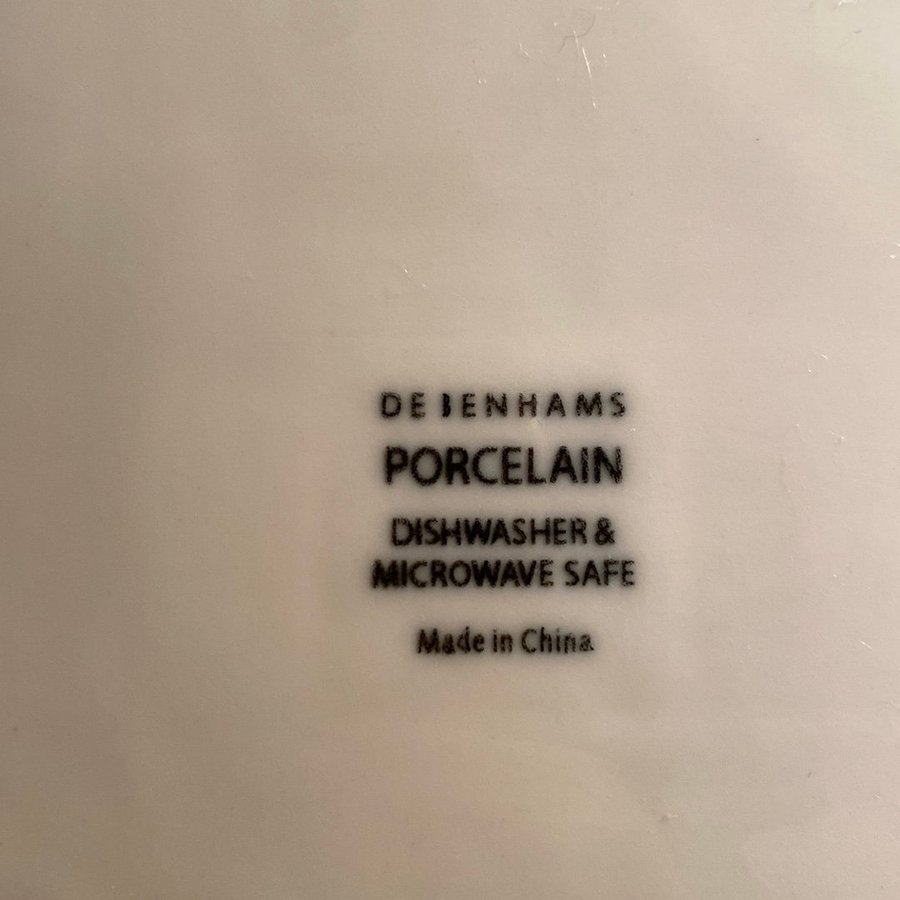 DEBENHAMS
PORCELAIN
DISHWASHER &
MICROWAVE SAFE
Made in China